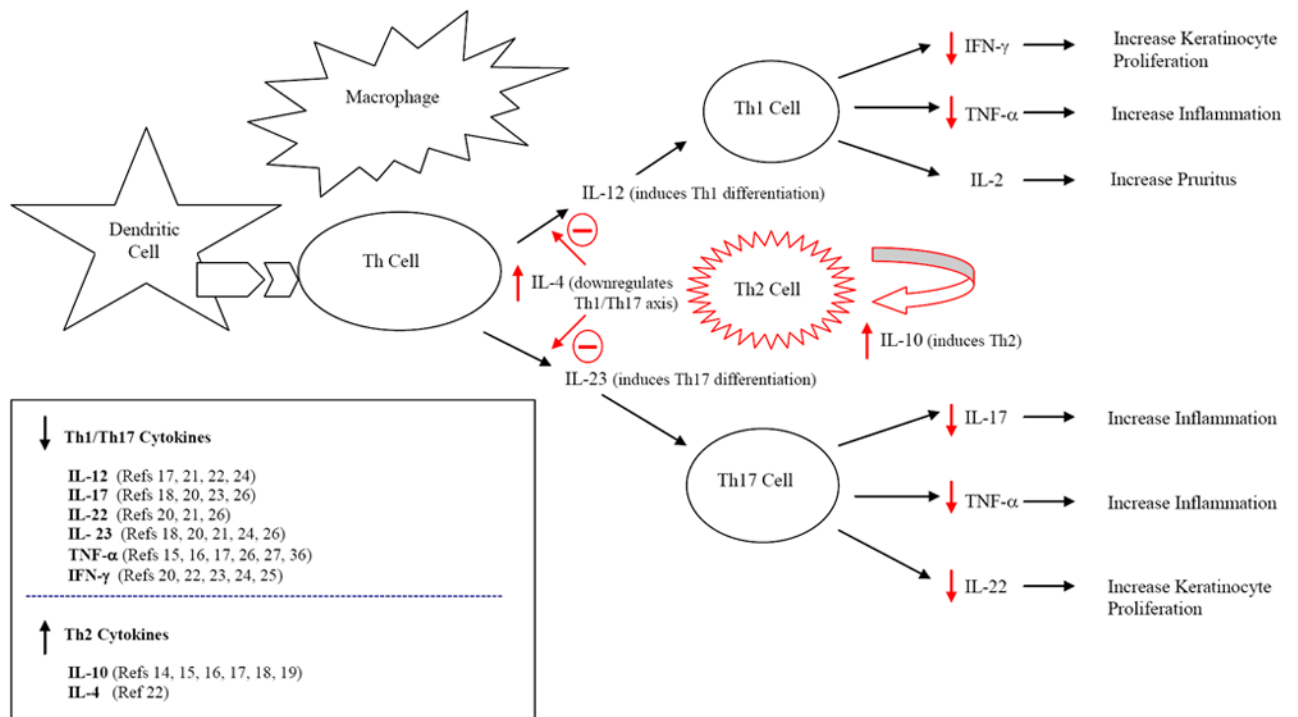 Macrophage
Dendritic
Cell
Th Cell
IL-12 (induces Th1 differentiation)
IL-4 (downregulates
Th1/Th17 axis)
IL-23 (induces Th17 differentiation)
Th1 Cell
IFN-γ
Increase Keratinocyte
Proliferation
TNF-α
Increase Inflammation
IL-2
Increase Pruritus
Th2 Cell
IL-10 (induces Th2)
Th17 Cell
IL-17
Increase Inflammation
TNF-α
Increase Inflammation
IL-22
Increase Keratinocyte
Proliferation
Th1/Th17 Cytokines
IL-12 (Refs 17, 21, 22, 24)
IL-17 (Refs 18, 20, 23, 26)
IL-22 (Refs 20, 21, 26)
IL- 23 (Refs 18, 20, 21, 24, 26)
TNF-α (Refs 15, 16, 17, 26, 27, 36)
IFN-γ (Refs 20, 22, 23, 24, 25)
Th2 Cytokines
IL-10 (Refs 14, 15, 16, 17, 18, 19)
IL-4 (Ref 22)